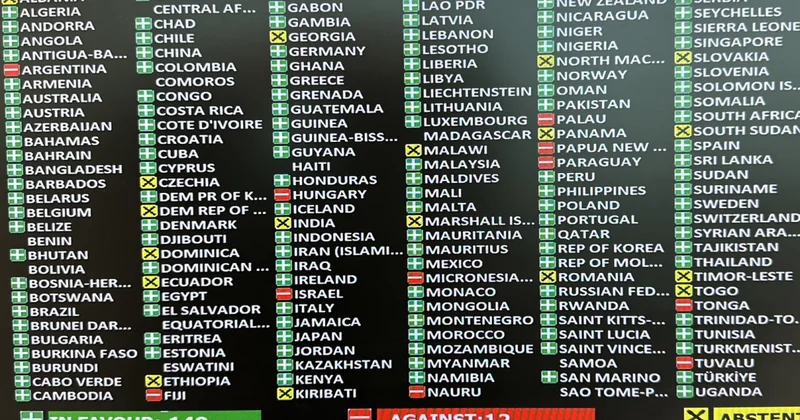 ALBANIA
ALGERIA
ANDORRA
ANGOLA
ANTIGUA-BA...
ARGENTINA
ARMENIA
AUSTRALIA
AUSTRIA
AZERBAIJAN
BAHAMAS
BAHRAIN
BANGLADESH
BARBADOS
BELARUS
BELGIUM
BELIZE
BENIN
BHUTAN
BOLIVIA
BOSNIA-HER...
BOTSWANA
BRAZIL
BRUNEI DAR...
BULGARIA
BURKINA FASO
BURUNDI
CABO VERDE
CAMBODIA
CENTRAL AF...
CHAD
CHILE
CHINA
COLOMBIA
COMOROS
CONGO
COSTA RICA
COTE D'IVOIRE
CROATIA
CUBA
CYPRUS
CZECHIA
DEM PR OF K...
DEM REP OF ...
DENMARK
DJIBOUTI
DOMINICA
DOMINICAN ...
ECUADOR
EGYPT
EL SALVADOR
EQUATORIAL...
ERITREA
ESTONIA
ESWATINI
ETHIOPIA
FIJI
GABON
GAMBIA
GEORGIA
GERMANY
GHANA
GREECE
GRENADA
GUATEMALA
GUINEA
GUINEA-BISS...
GUYANA
HAITI
HONDURAS
HUNGARY
ICELAND
INDIA
INDONESIA
IRAN (ISLAMI...
IRAQ
IRELAND
ISRAEL
ITALY
JAMAICA
JAPAN
JORDAN
KAZAKHSTAN
KENYA
KIRIBATI
LAO PDR
LATVIA
LEBANON
LESOTHO
LIBERIA
LIBYA
LIECHTENSTEIN
LITHUANIA
LUXEMBOURG
MADAGASCAR
MALAWI
MALAYSIA
MALDIVES
MALI
MALTA
MARSHALL IS...
MAURITANIA
MAURITIUS
MEXICO
MICRONESIA...
MONACO
MONGOLIA
MONTENEGRO
MOROCCO
MOZAMBIQUE
MYANMAR
NAMIBIA
NAURU
NEW ZEALAND
NICARAGUA
NIGER
NIGERIA
NORTH MAC...
NORWAY
OMAN
PAKISTAN
PALAU
PANAMA
PAPUA NEW ...
PARAGUAY
PERU
PHILIPPINES
POLAND
PORTUGAL
QATAR
REP OF KOREA
REP OF MOL...
ROMANIA
RUSSIAN FED...
RWANDA
SAINT KITTS-...
SAINT LUCIA
SAINT VINCE...
SAMOA
SAN MARINO
SAO TOME-P...
SERBIA
SEYCHELLES
SIERRA LEONE
SINGAPORE
SLOVAKIA
SLOVENIA
SOLOMON IS...
SOMALIA
SOUTH AFRICA
SOUTH SUDAN
SPAIN
SRI LANKA
SUDAN
SURINAME
SWEDEN
SWITZERLAND
SYRIAN ARA...
TAJIKISTAN
THAILAND
TIMOR-LESTE
TOGO
TONGA
TRINIDAD-TO...
TUNISIA
TURKMENIST...
TUVALU
TÜRKİYE
UGANDA
IN FAVOUR:140
AGAINST:12
ABSTENT